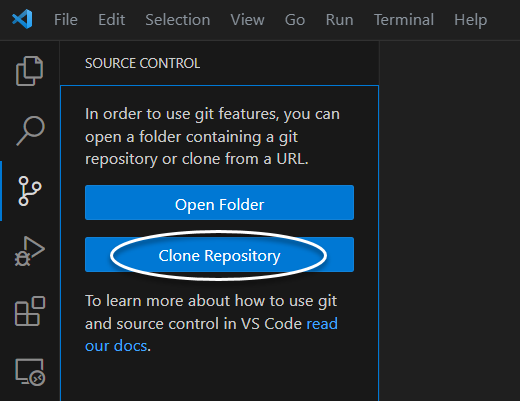 File Edit Selection View Go Run Terminal Help
SOURCE CONTROL
In order to use git features, you can
open a folder containing a git
repository or clone from a URL.
Open Folder
Clone Repository
To learn more about how to use git
and source control in VS Code read
our docs.